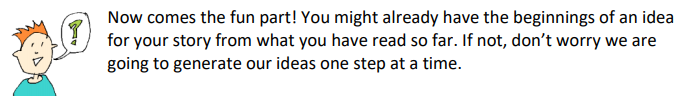 ?
Now comes the fun part! You might already have the beginnings of an idea
for your story from what you have read so far. If not, don’t worry we are
going to generate our ideas one step at a time.